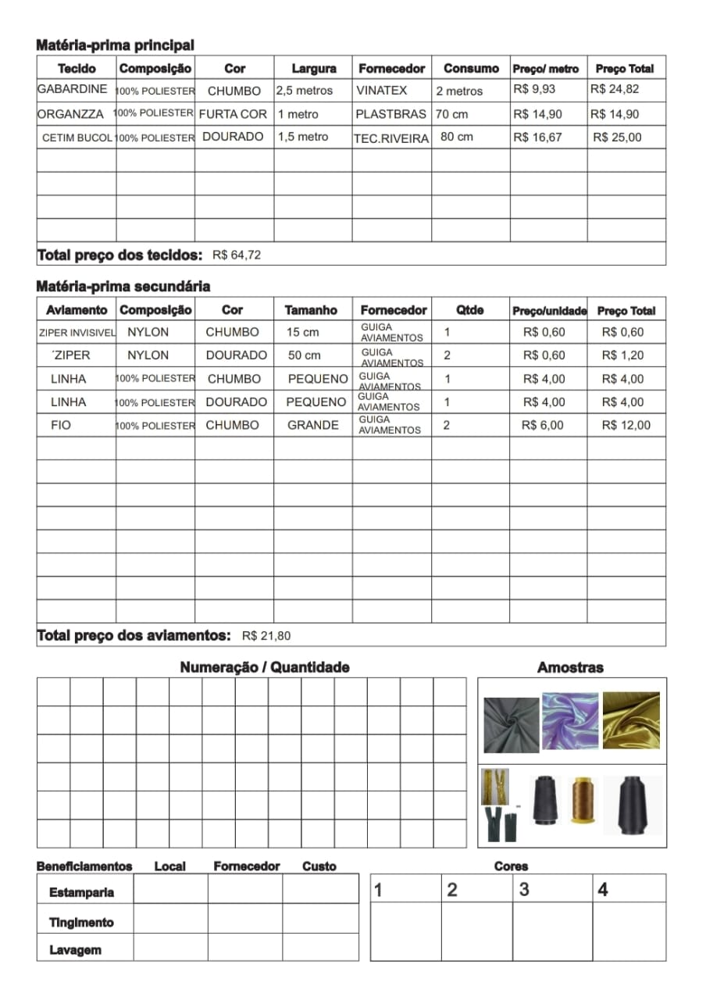 Matéria-prima principal
Tecido Composição Cor Largura Fornecedor Consumo Preço/ metro Preço Total
GABARDINE 100% POLIESTER CHUMBO 2,5 metros VINATEX 2 metros R$ 9,93 R$ 24,82
ORGANZZA 100% POLIESTER FURTA COR 1 metro PLASTBRAS 70 cm R$ 14,90 R$ 14,90
CETIM BUCOL 100% POLIESTER DOURADO 1,5 metro TEC.RIVEIRA 80 cm R$ 16,67 R$ 25,00
Total preço dos tecidos: R$ 64,72
Matéria-prima secundária
Aviamento Composição Cor Tamanho Fornecedor Qtde Preço/unidade Preço Total
ZIPER INVISIVEL NYLON CHUMBO 15 cm GUIGA AVIAMENTOS 1 R$ 0,60 R$ 0,60
´ZIPER NYLON DOURADO 50 cm GUIGA AVIAMENTOS 2 R$ 0,60 R$ 1,20
LINHA 100% POLIESTER CHUMBO PEQUENO GUIGA AVIAMENTOS 1 R$ 4,00 R$ 4,00
LINHA 100% POLIESTER DOURADO PEQUENO GUIGA AVIAMENTOS 1 R$ 4,00 R$ 4,00
FIO 100% POLIESTER CHUMBO GRANDE GUIGA AVIAMENTOS 2 R$ 6,00 R$ 12,00
Total preço dos aviamentos: R$ 21,80
Numeração / Quantidade Amostras
Beneficiamentos Local Fornecedor Custo Cores
Estamparia 1 2 3 4
Tingimento
Lavagem